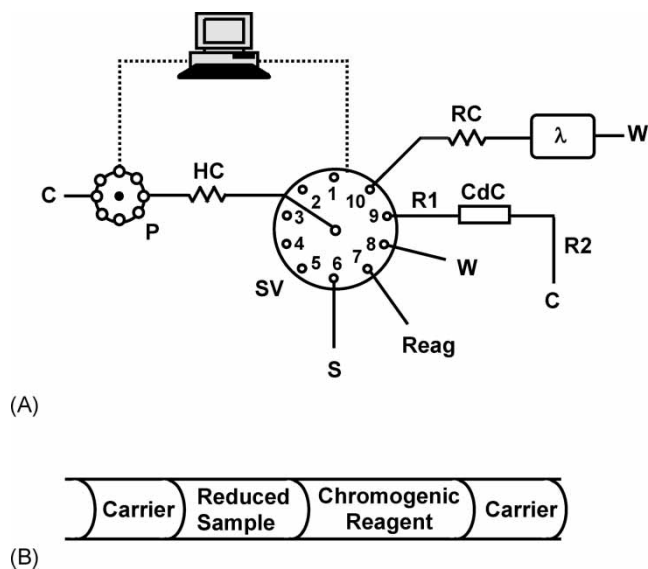 RC
λ
W
C
HC
1
2
10
R1
CdC
3
9
P
4
8
R2
5
6
7
W
SV
C
Reag
S
(A)
Carrier
Reduced
Sample
Chromogenic
Reagent
Carrier
(B)